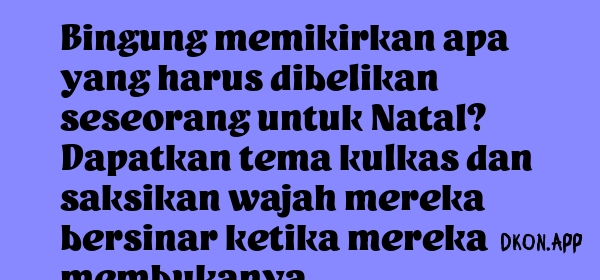 Bingung memikirkan apa
yang harus dibelikan
seseorang untuk Natal?
Dapatkan tema kulkas dan
saksikan wajah mereka
bersinar ketika mereka
DKON.APP
membukanya